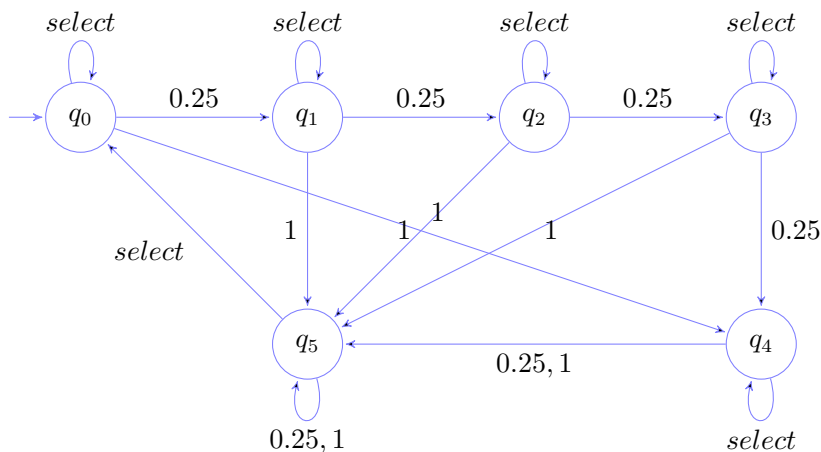 select select select select
0.25 0.25 0.25
q₀ q₁ q₂ q₃
1
1 1 1 0.25
select
q₅ q₄
0.25, 1
0.25, 1 select